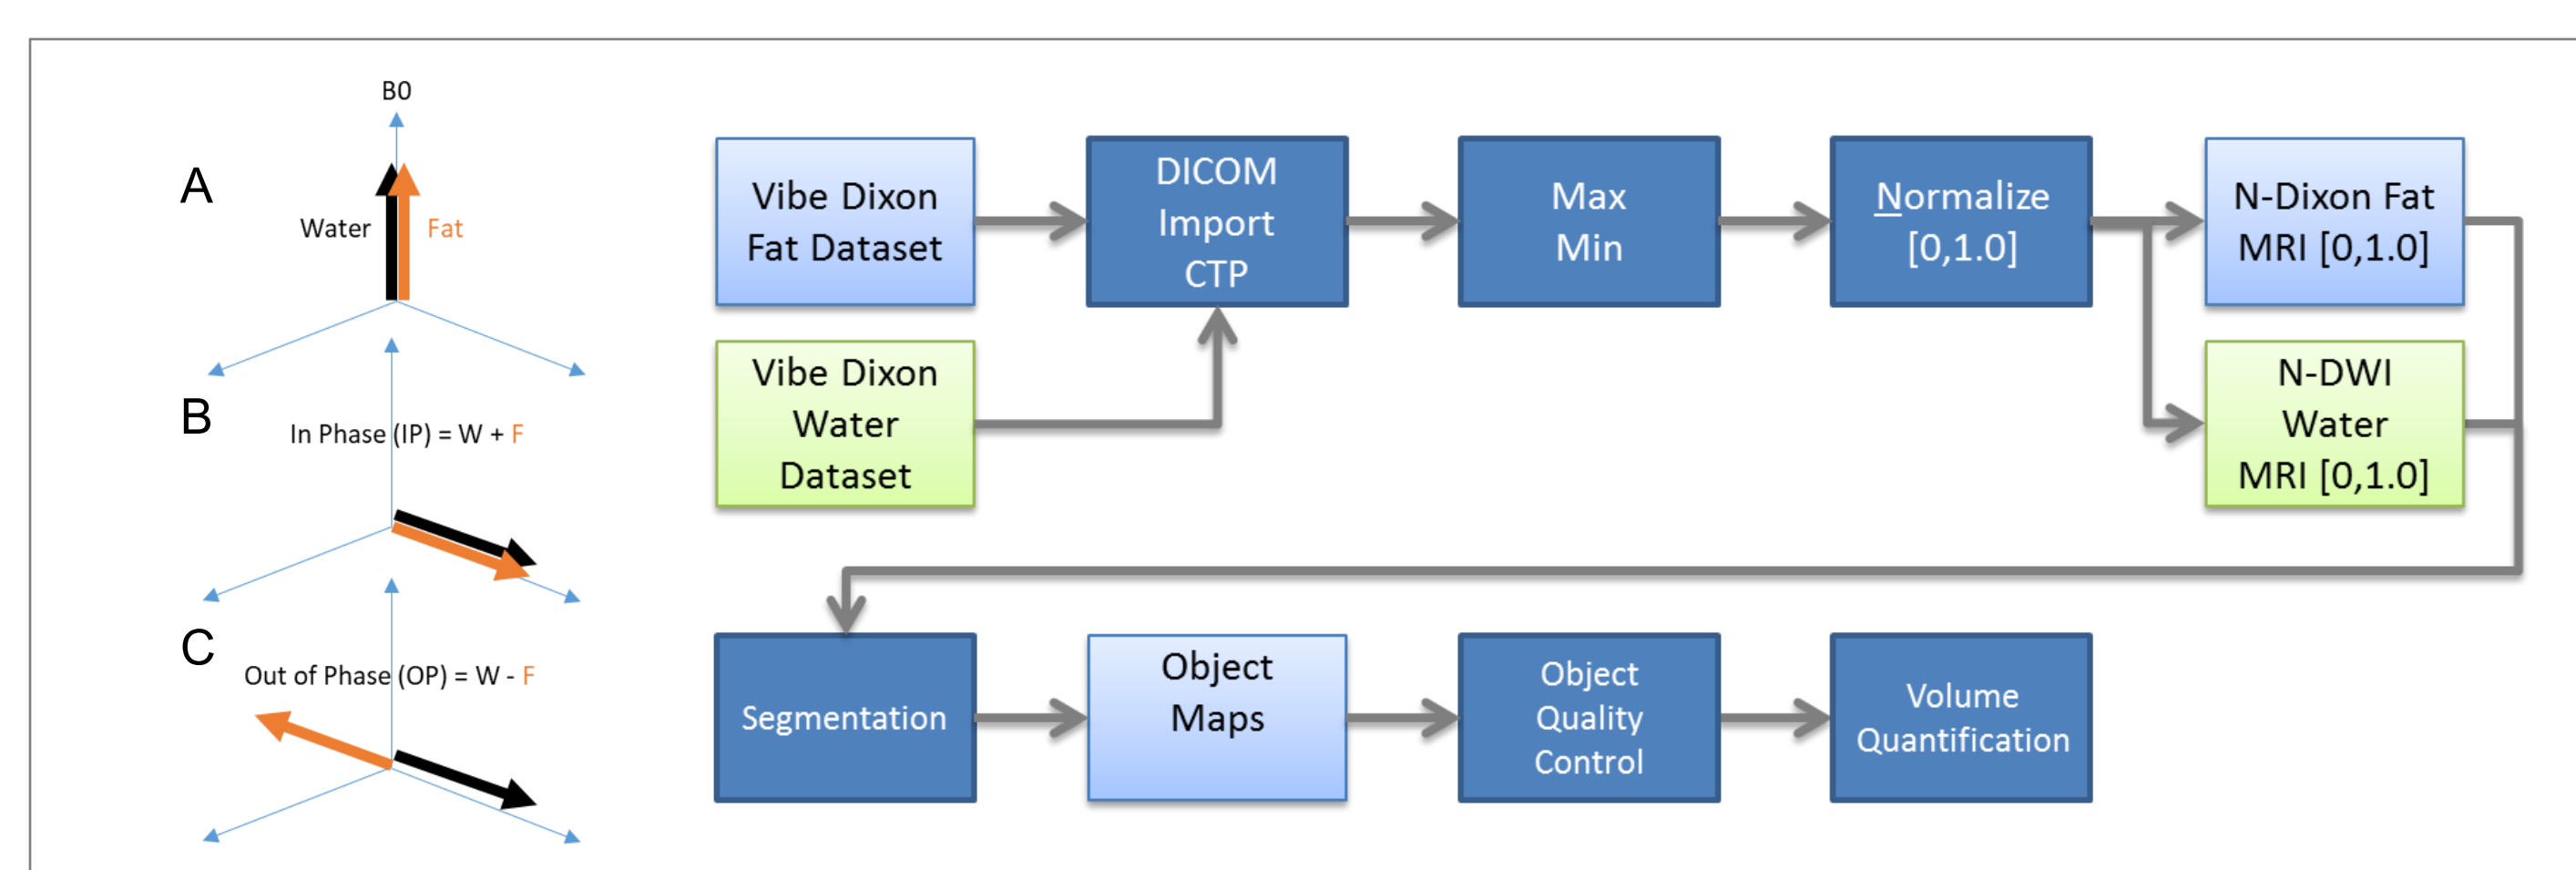 B0
A
Water
Fat
B
In Phase (IP) = W + F
C
Out of Phase (OP) = W - F
Vibe Dixon
Fat Dataset
DICOM
Import
CTP
Max
Min
Normalize
[0,1.0]
N-Dixon Fat
MRI [0,1.0]
Vibe Dixon
Water
Dataset
N-DWI
Water
MRI [0,1.0]
Segmentation
Object
Maps
Object
Quality
Control
Volume
Quantification